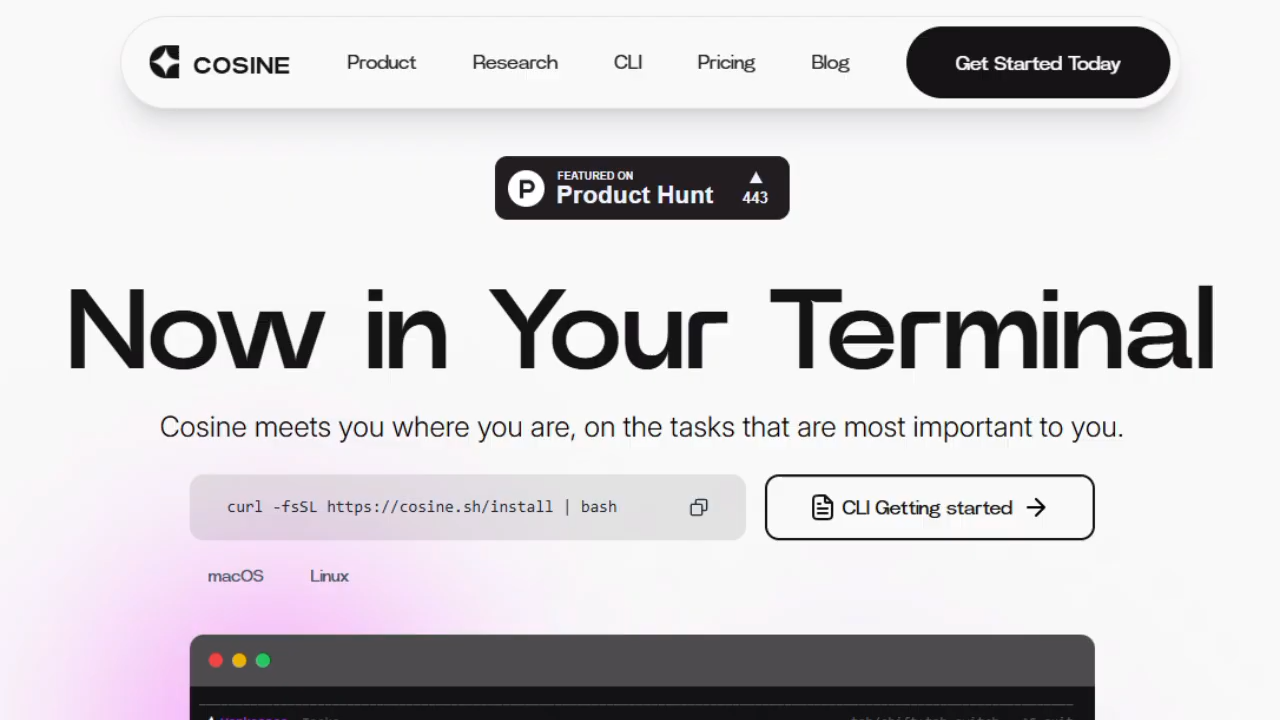 COSINE
Product
Research
CLI
Pricing
Blog
Get Started Today
FEATURED ON
Product Hunt
443
Now in Your Terminal
Cosine meets you where you are, on the tasks that are most important to you.
curl -fsSL https://cosine.sh/install | bash
CLI Getting started
macOS
Linux